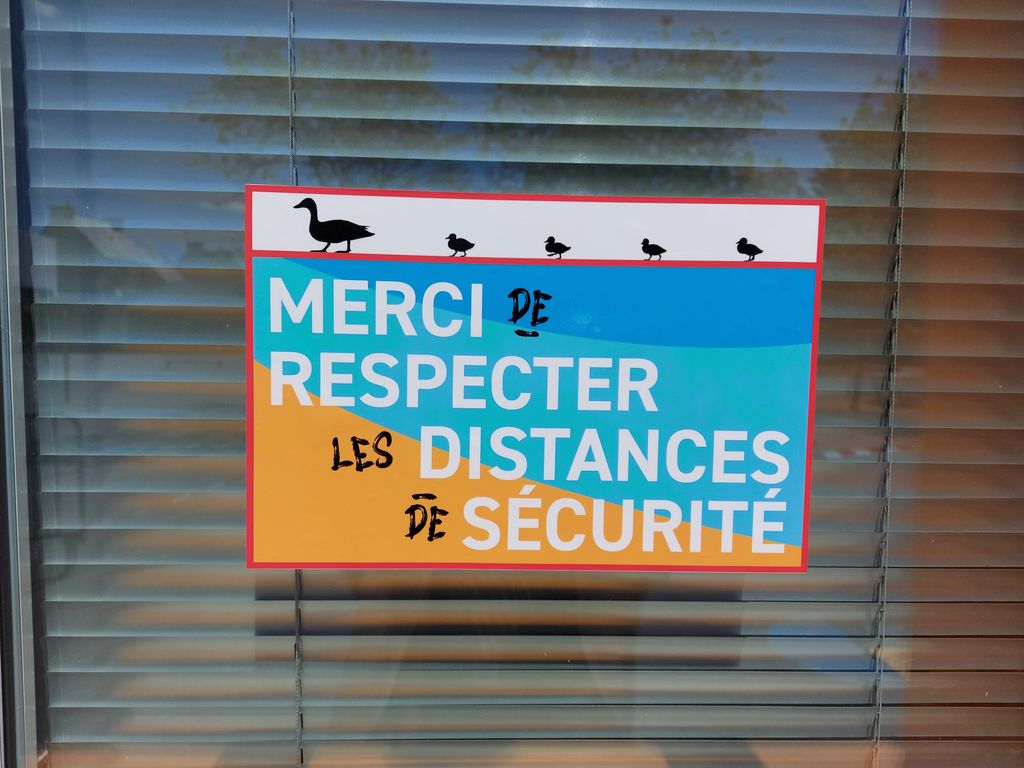 MERCI DE
RESPECTER
LES DISTANCES
DE SÉCURITÉ